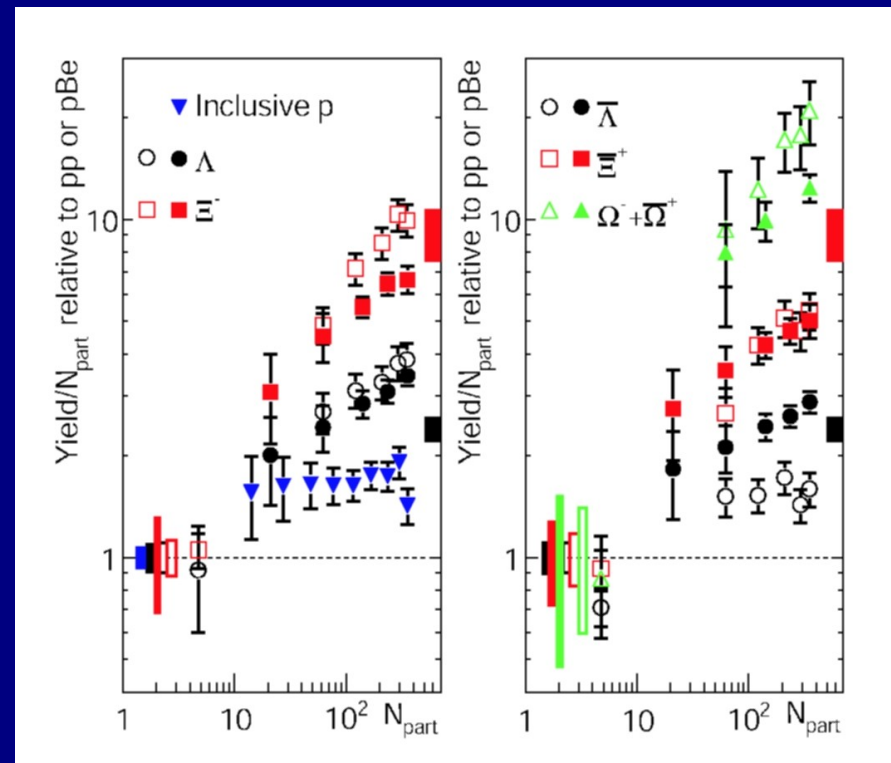 Yield/N_part relative to pp or pBe
Inclusive p
Λ
Ξ⁻
10
1
1 10 10² N_part
Yield/N_part relative to pp or pBe
Λ̅
Ξ̅⁺
Ω⁻+Ω̅⁺
10
1
1 10 10² N_part